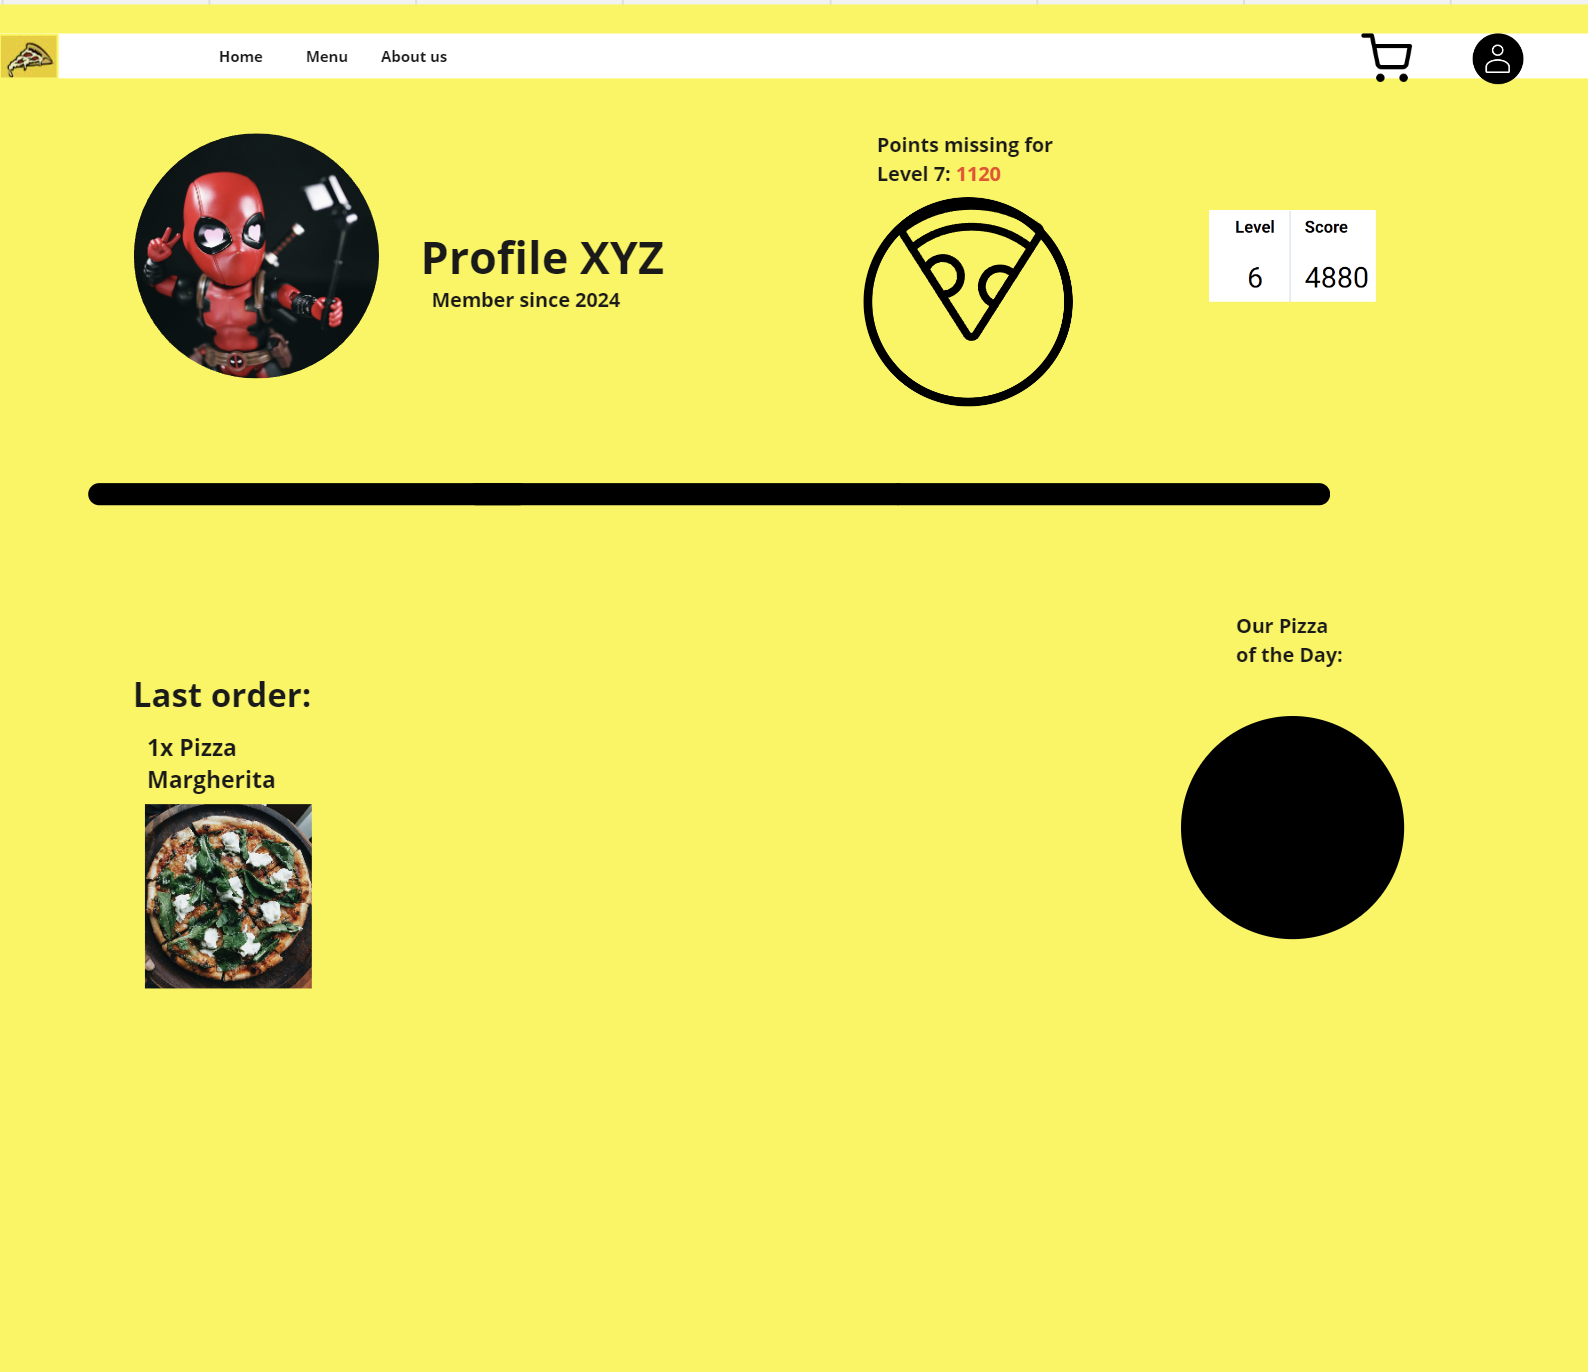 Home Menu About us
Points missing for
Level 7: 1120
Profile XYZ
Member since 2024
Level Score
6 4880
Our Pizza
of the Day:
Last order:
1x Pizza
Margherita